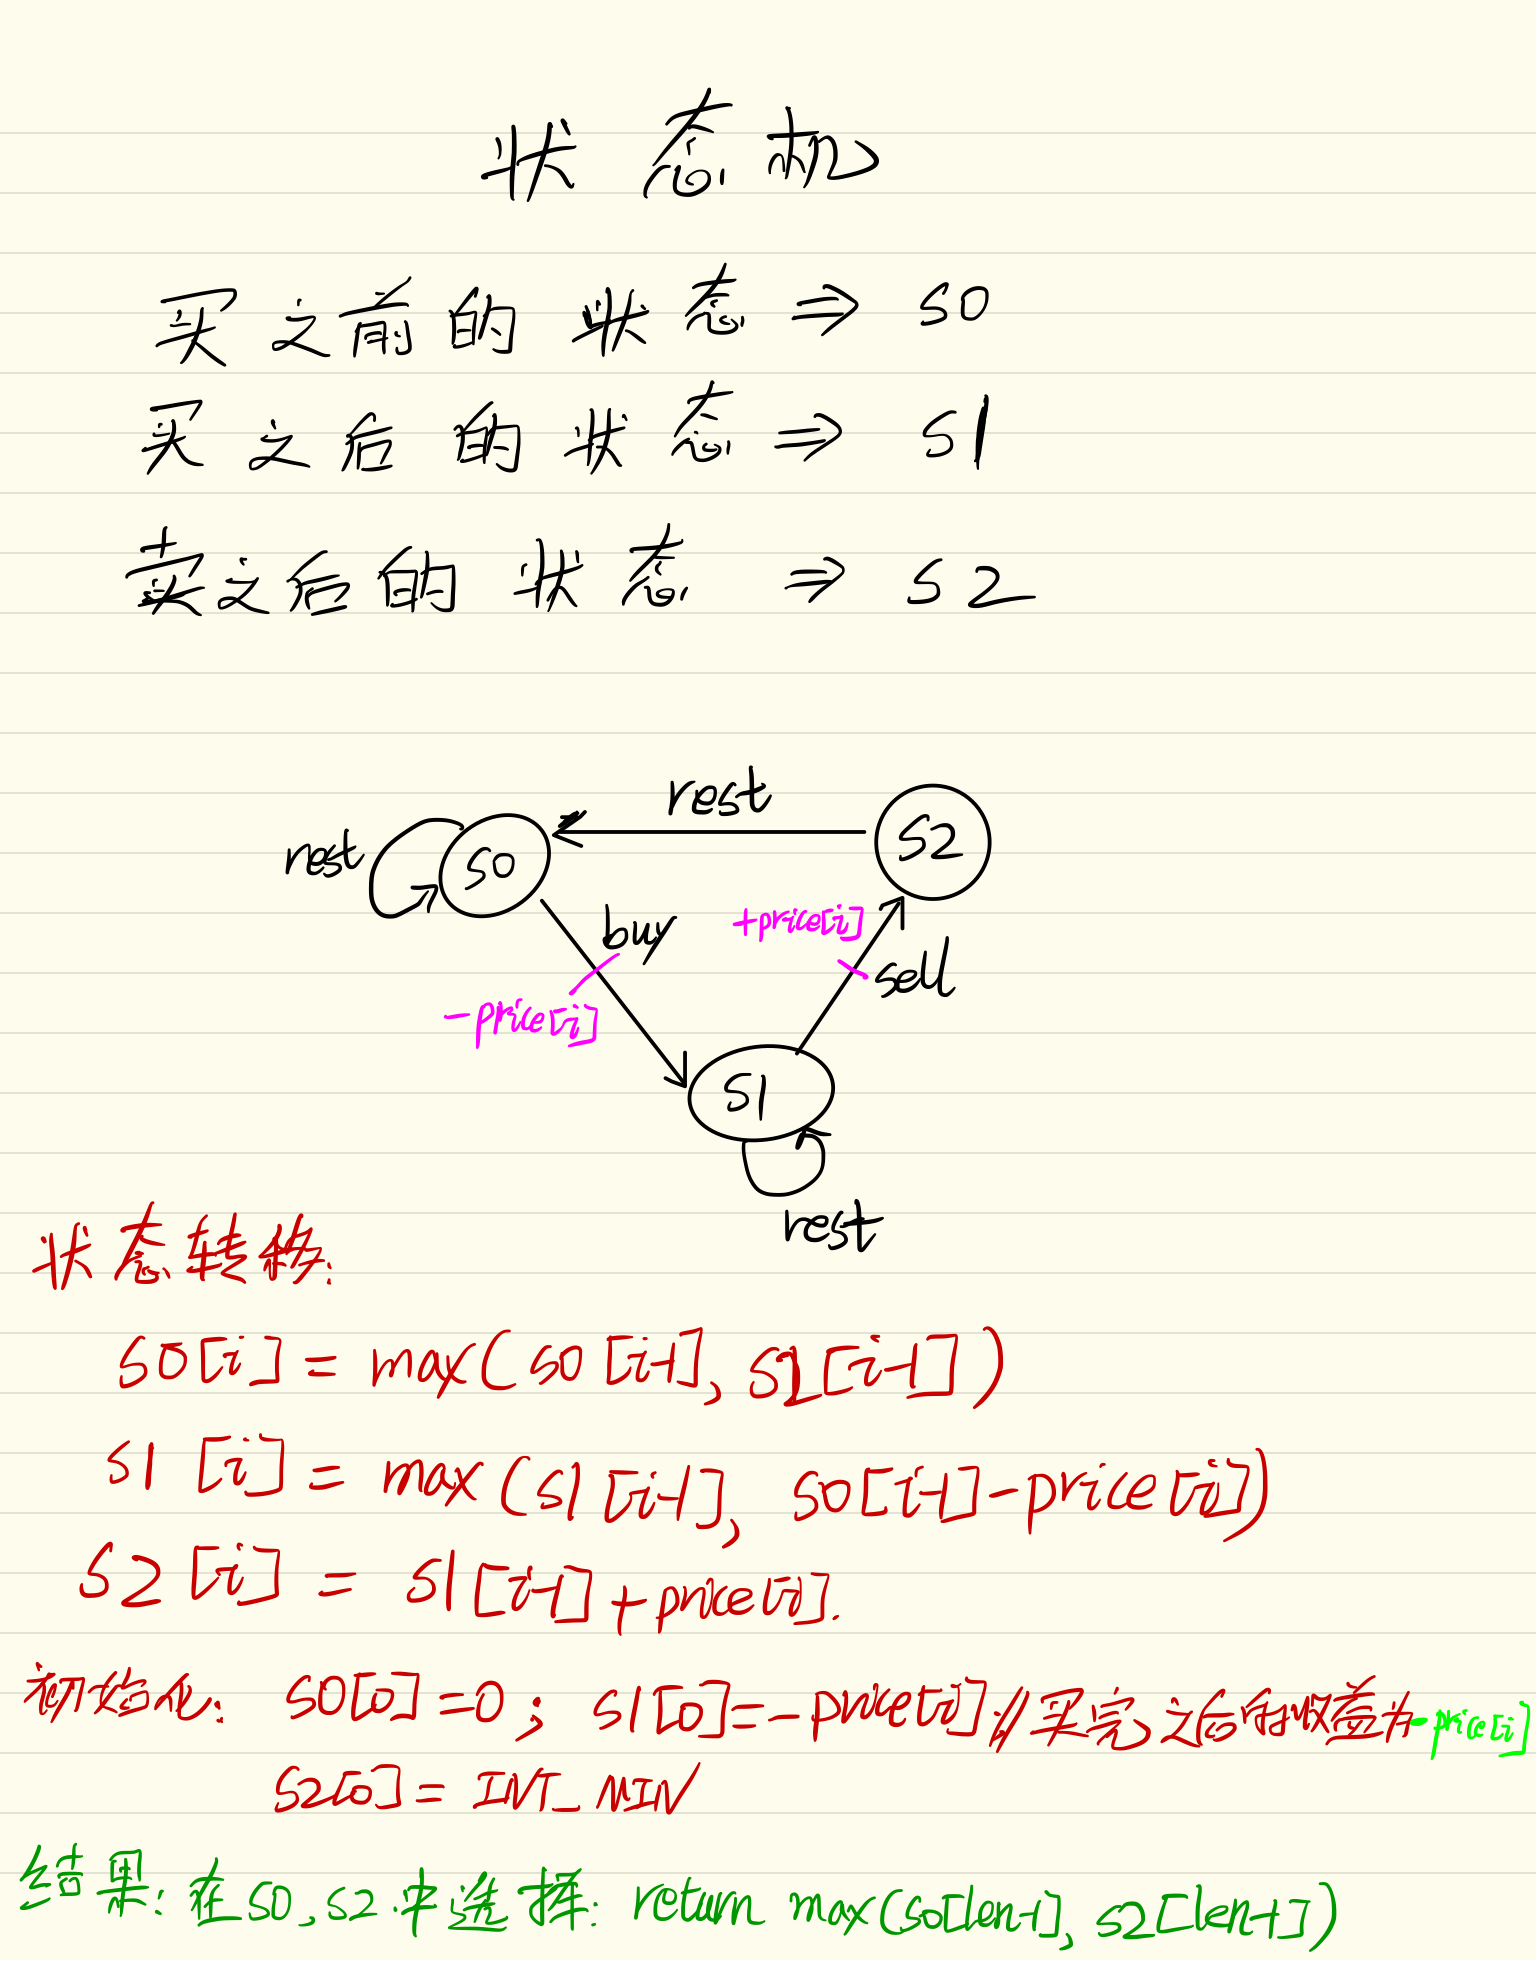 状态机
买之前的状态 ⇒ S0
买之后的状态 ⇒ S1
卖之后的状态 ⇒ S2
rest
S2
rest
S0
buy
+price[i]
sell
-price[i]
S1
rest
状态转移:
S0[i] = max(S0[i-1], S2[i-1])
S1[i] = max(S1[i-1], S0[i-1]-price[i])
S2[i] = S1[i-1]+price[i].
初始化: S0[0]=0; S1[0]=-price[i]; //买完之后的收益为-price[i]
S2[0] = INT_MIN
结果: 在S0,S2中选择: return max(S0[len-1], S2[len-1])